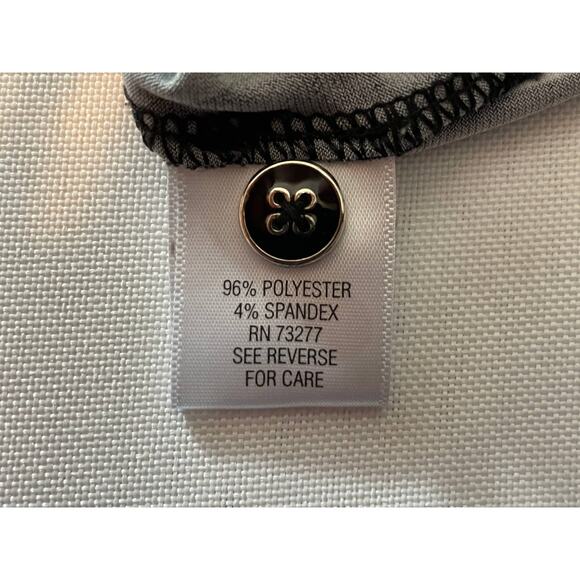 96% POLYESTER
4% SPANDEX
RN 73277
SEE REVERSE
FOR CARE